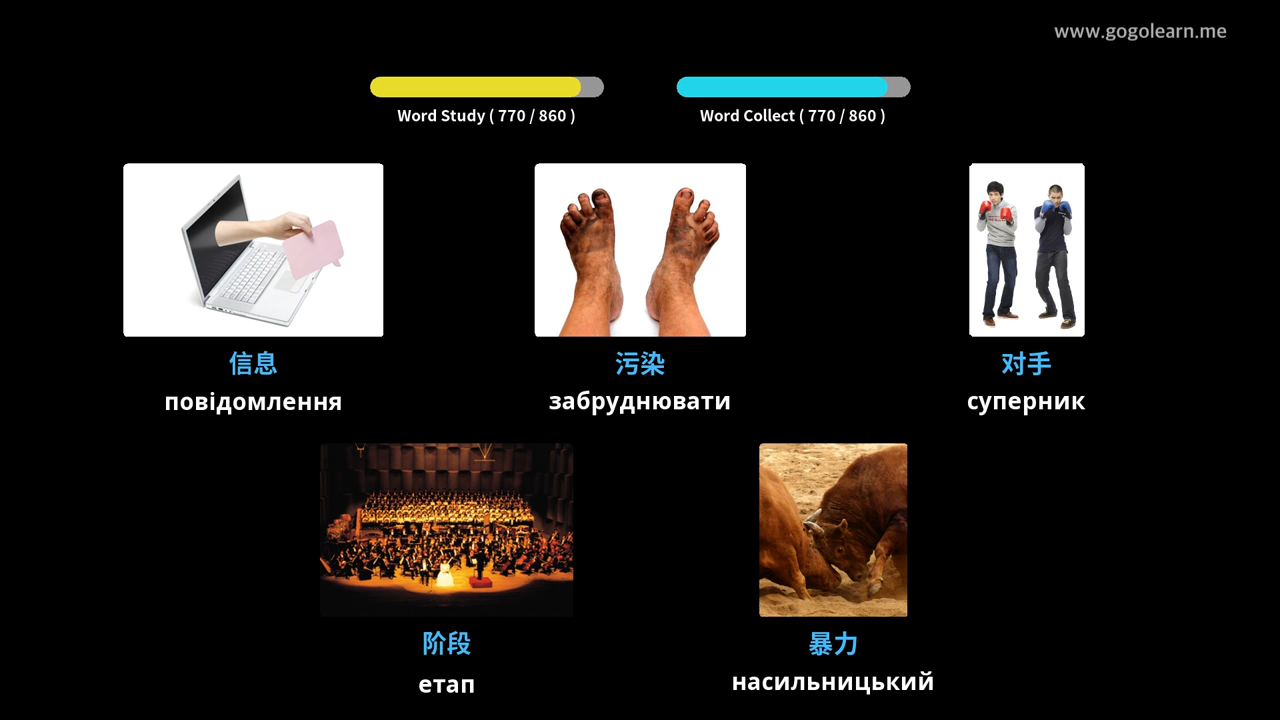 www.gogolearn.me
Word Study ( 770 / 860 )
Word Collect ( 770 / 860 )
信息
污染
对手
повідомлення
забруднювати
суперник
阶段
暴力
етап
насильницький